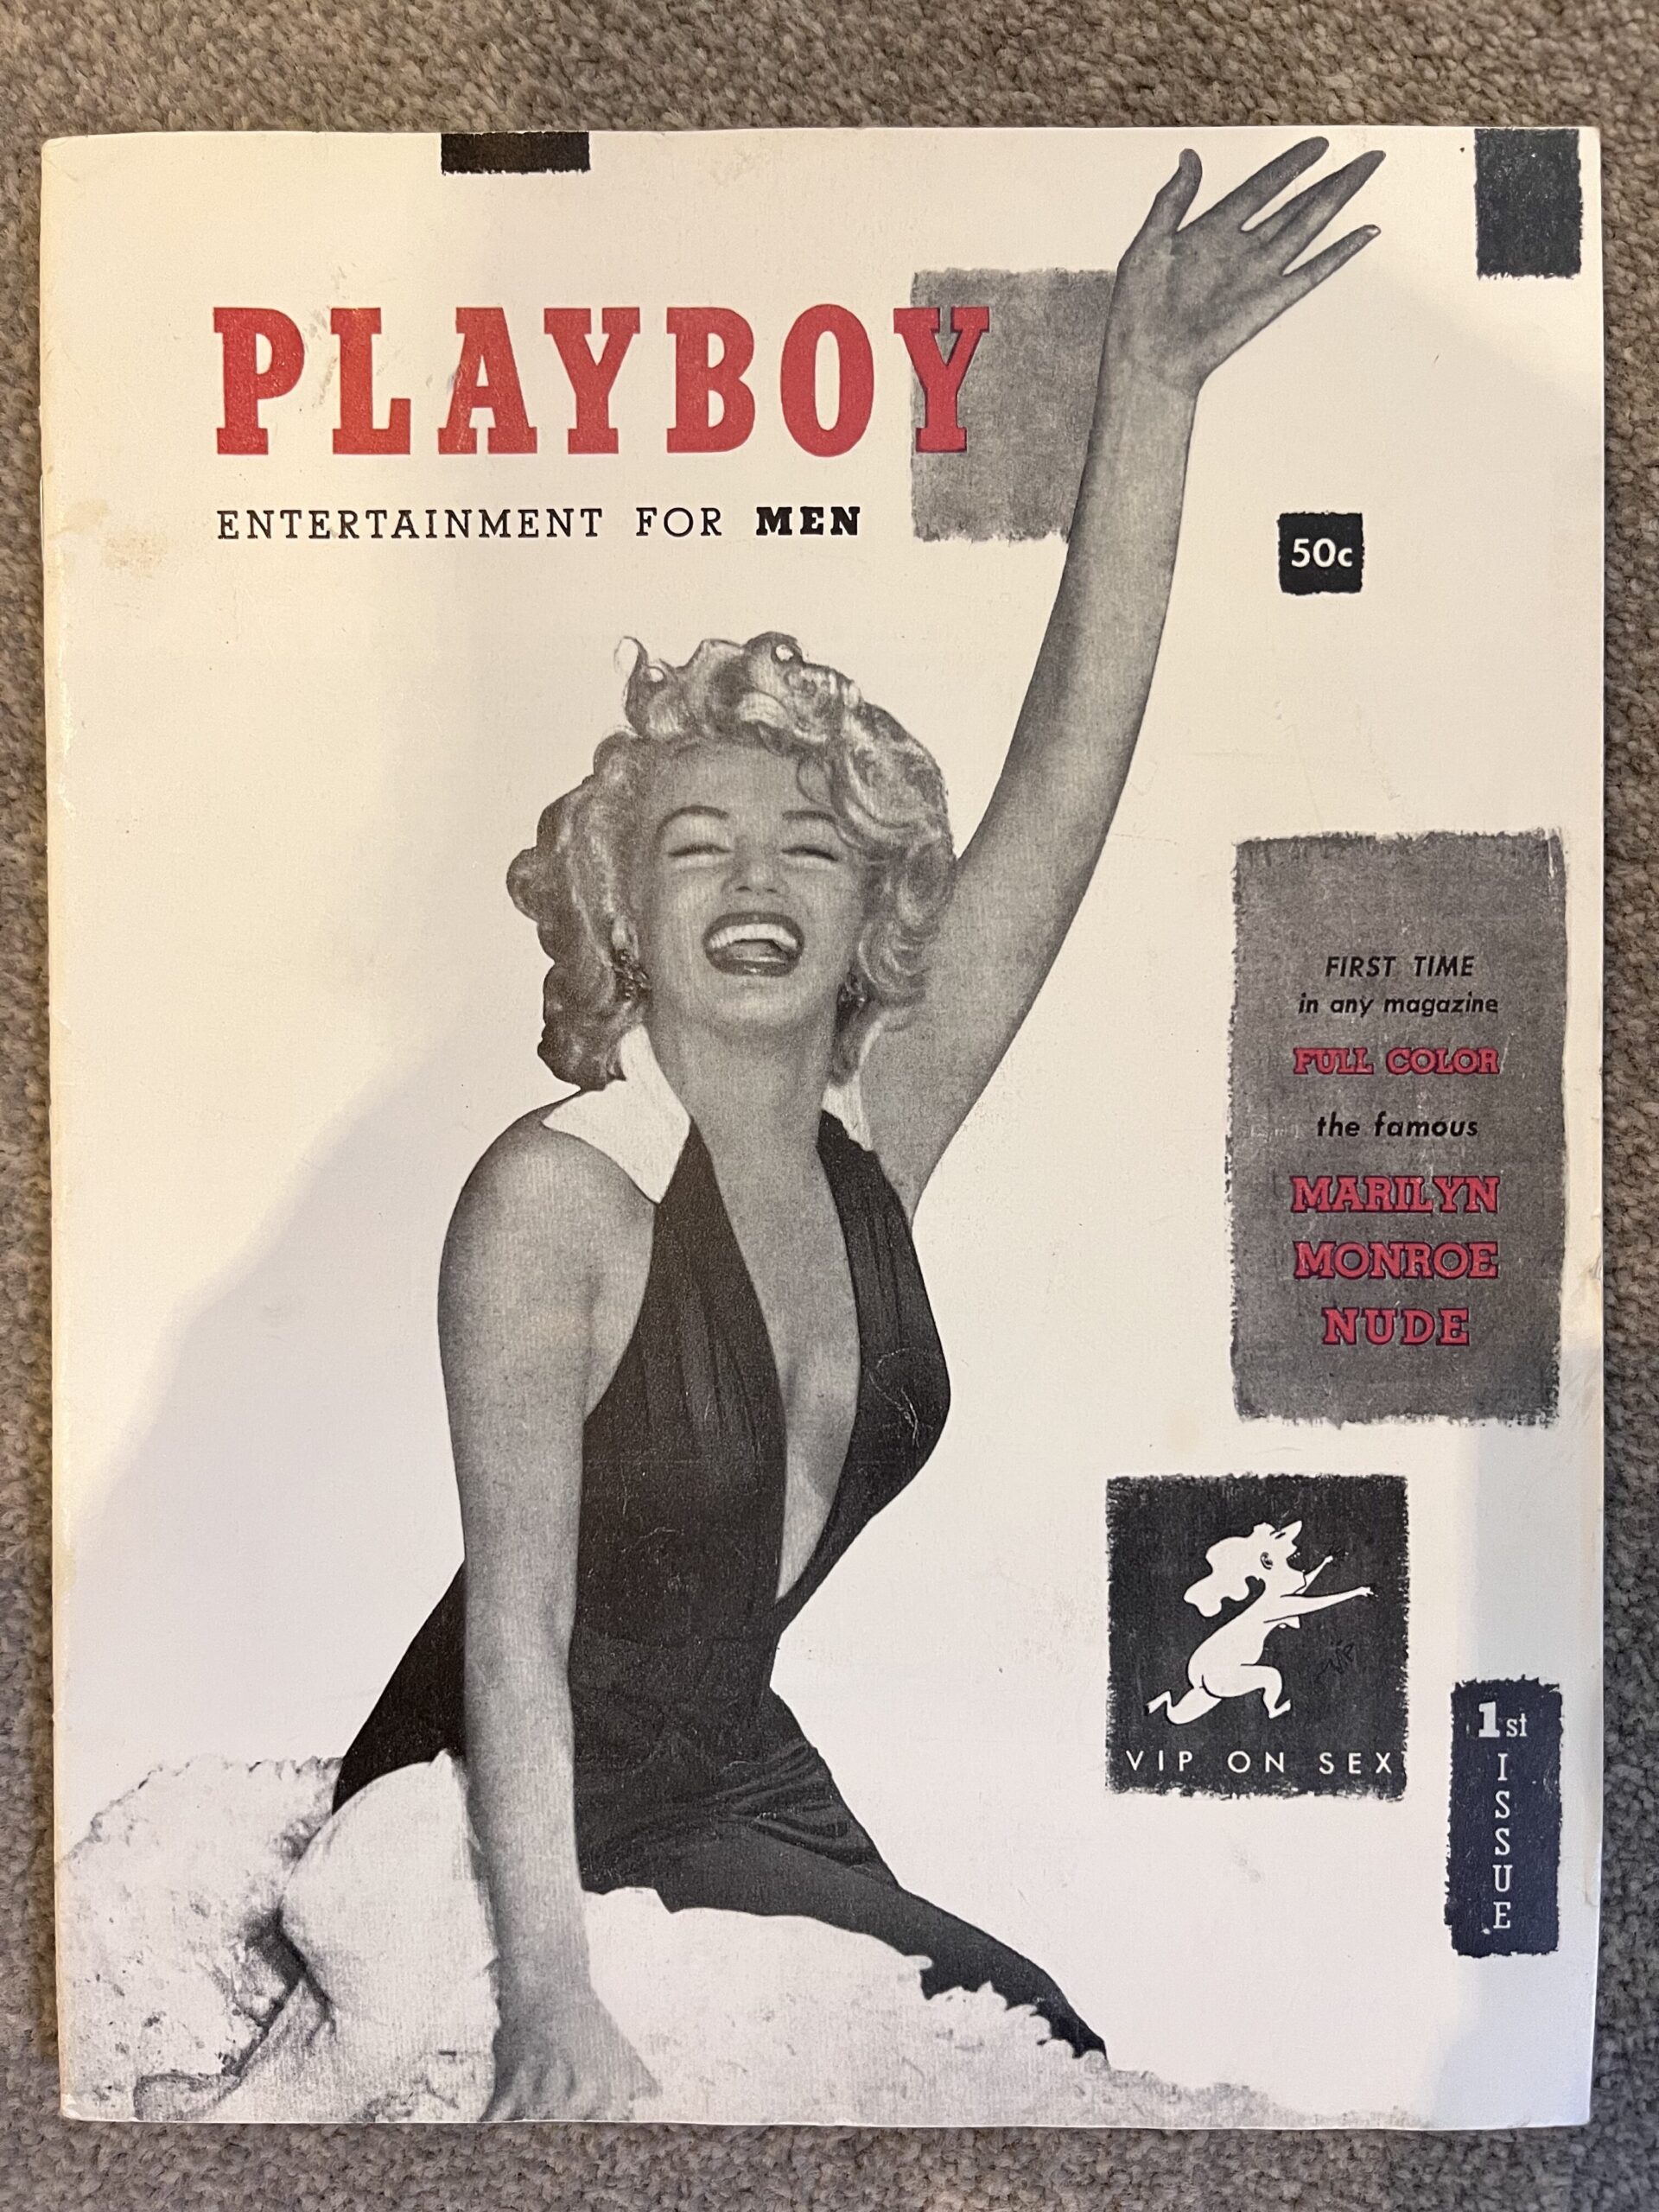 PLAYBOY
ENTERTAINMENT FOR MEN
50c
FIRST TIME
in any magazine
FULL COLOR
the famous
MARILYN
MONROE
NUDE
VIP
VIP ON SEX
1st
ISSUE